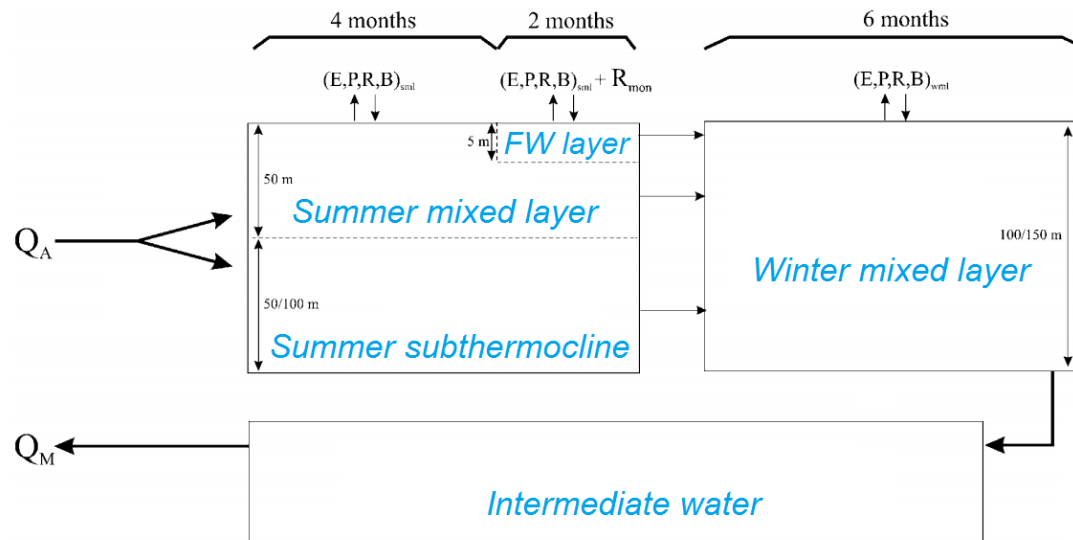 4 months
2 months
6 months
(E,P,R,B)sml
(E,P,R,B)sml + Rmon
(E,P,R,B)wml
5 m
FW layer
50 m
Summer mixed layer
QA
100/150 m
Winter mixed layer
50/100 m
Summer subthermocline
QM
Intermediate water